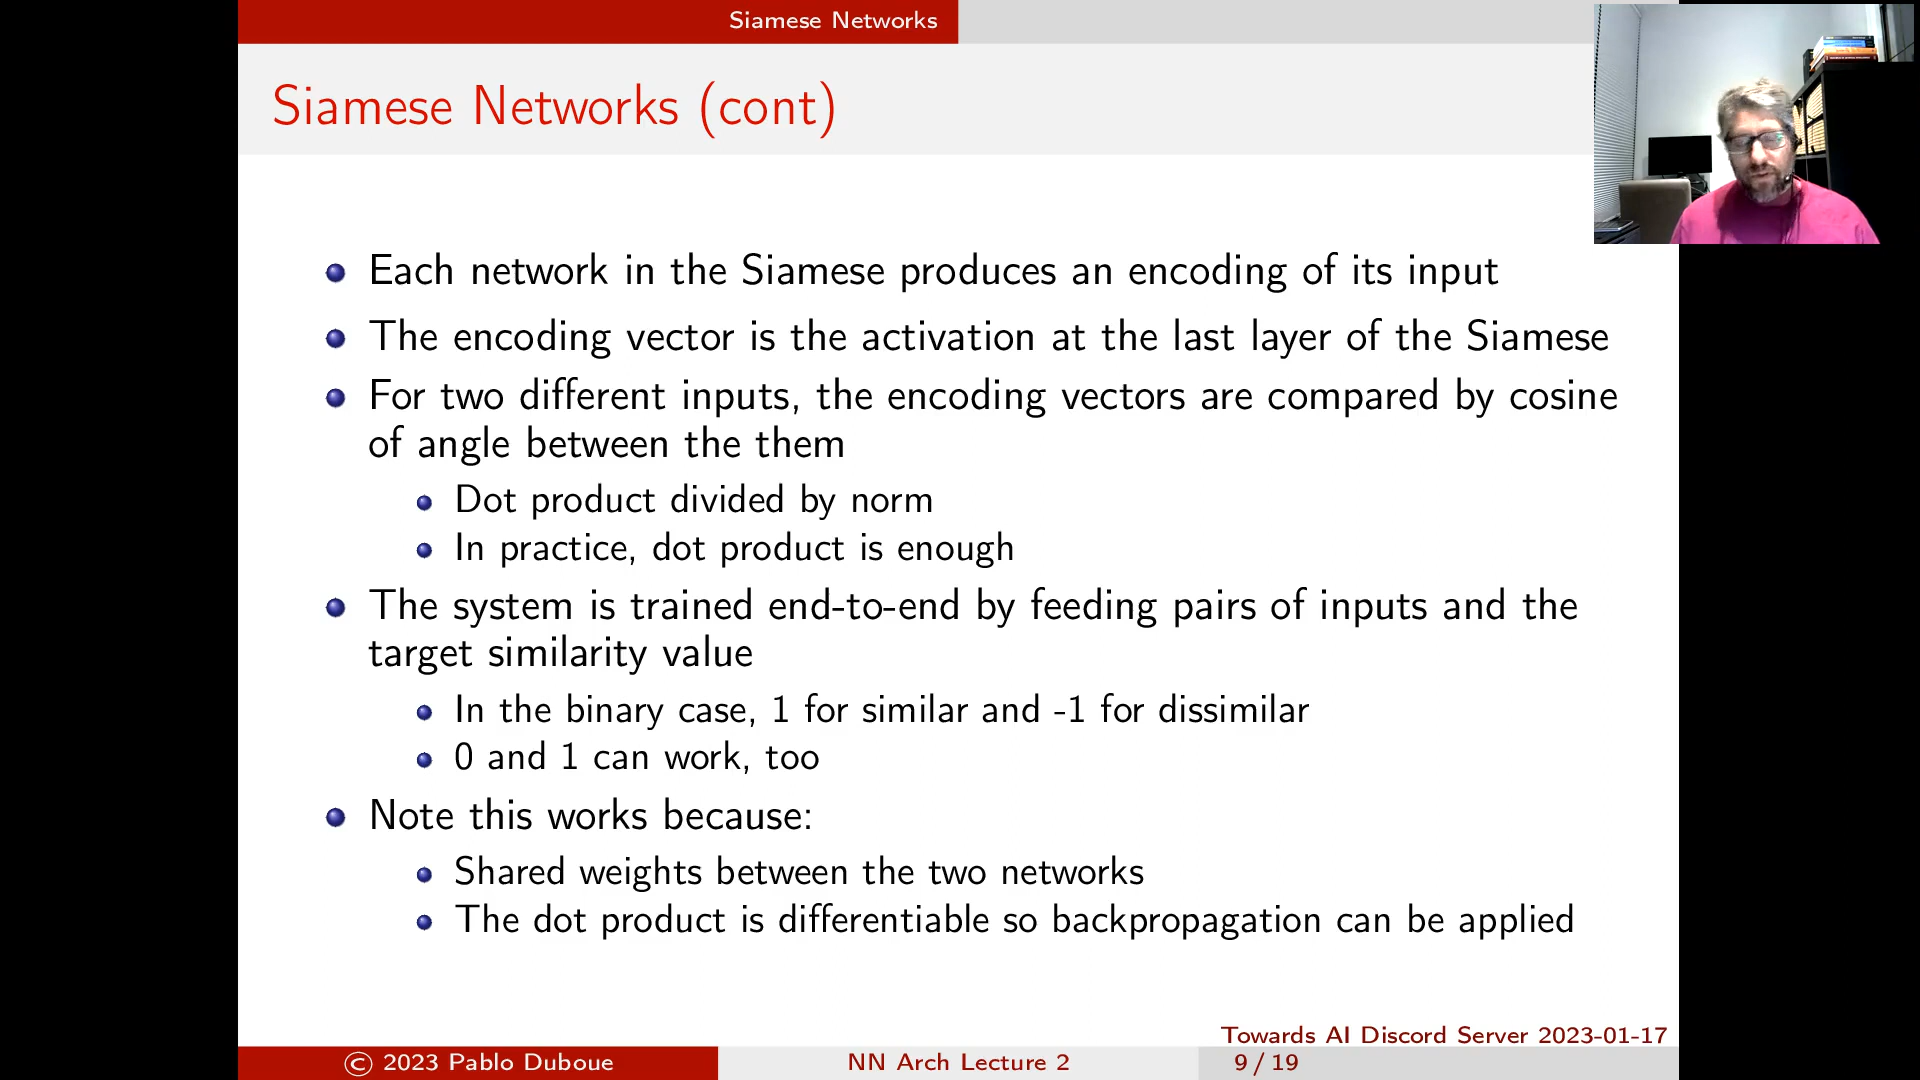 Siamese Networks
Siamese Networks (cont)
Each network in the Siamese produces an encoding of its input
The encoding vector is the activation at the last layer of the Siamese
For two different inputs, the encoding vectors are compared by cosine
of angle between the them
Dot product divided by norm
In practice, dot product is enough
The system is trained end-to-end by feeding pairs of inputs and the
target similarity value
In the binary case, 1 for similar and -1 for dissimilar
0 and 1 can work, too
Note this works because:
Shared weights between the two networks
The dot product is differentiable so backpropagation can be applied
Towards AI Discord Server 2023-01-17
© 2023 Pablo Duboue
NN Arch Lecture 2
9 / 19